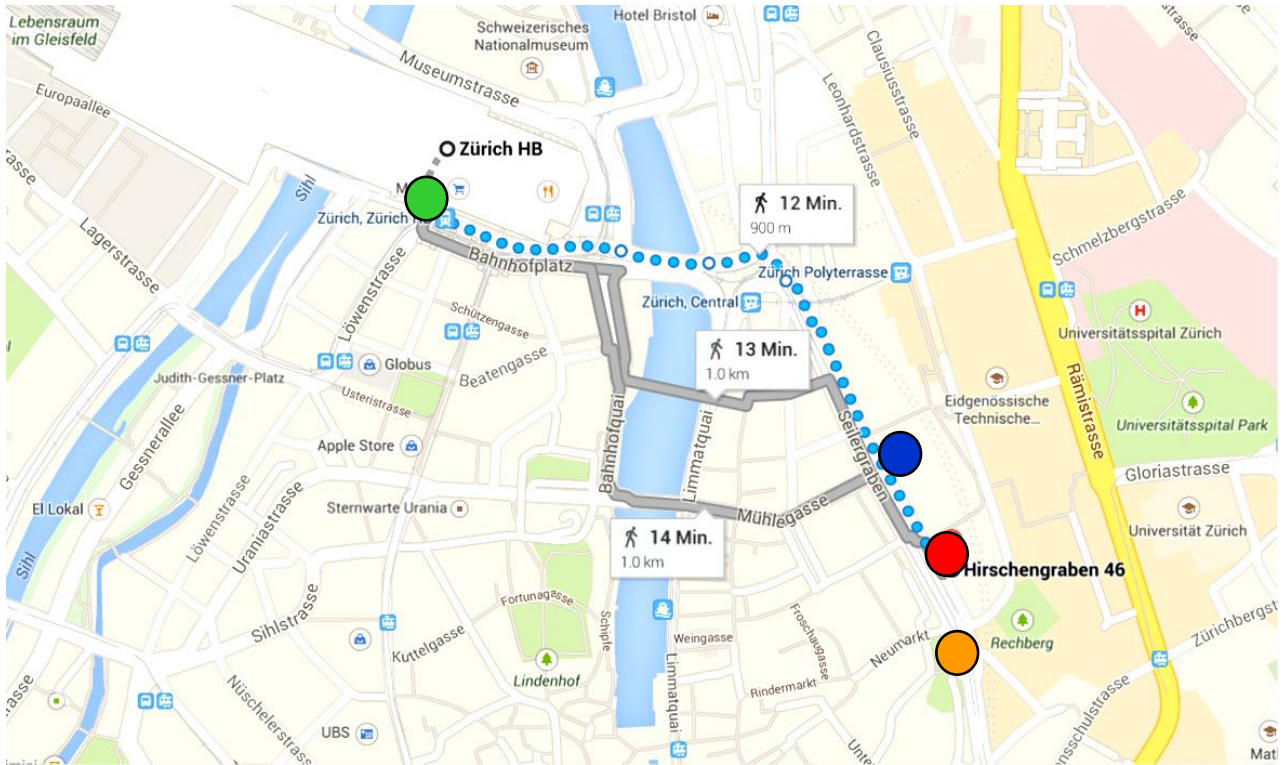 Lebensraum
im Gleisfeld
Hotel Bristol
Schweizerisches
Nationalmuseum
Museumstrasse
Clausiusstrasse
Leonhardstrasse
Europaallee
Zürich HB
Sihl
12 Min.
900 m
Zürich, Zürich
Lagerstrasse
Bahnhofplatz
Zürich Polyterrasse
Schmelzbergstrasse
Löwenstrasse
Schützengasse
Zürich, Central
H
Universitätsspital Zürich
13 Min.
1.0 km
Globus
Beatengasse
Judith-Gessner-Platz
Usteristrasse
Rämistrasse
Eidgenössische
Technische...
Universitätsspital Park
Gessnerallee
Bahnhofquai
Limmatquai
Seilergraben
Apple Store
Gloriastrasse
El Lokal
Löwenstrasse
Uraniastrasse
Sternwarte Urania
Mühlegasse
Universität Zürich
14 Min.
1.0 km
Sihl
Hirschengraben 46
Fortunagasse
Sihlstrasse
Schipfe
Froschaugasse
Weingasse
Neumarkt
Rechberg
Zürichbergst
Kuttelgasse
Lindenhof
Limmatquai
Rindermarkt
Nüschelerstrasse
UBS